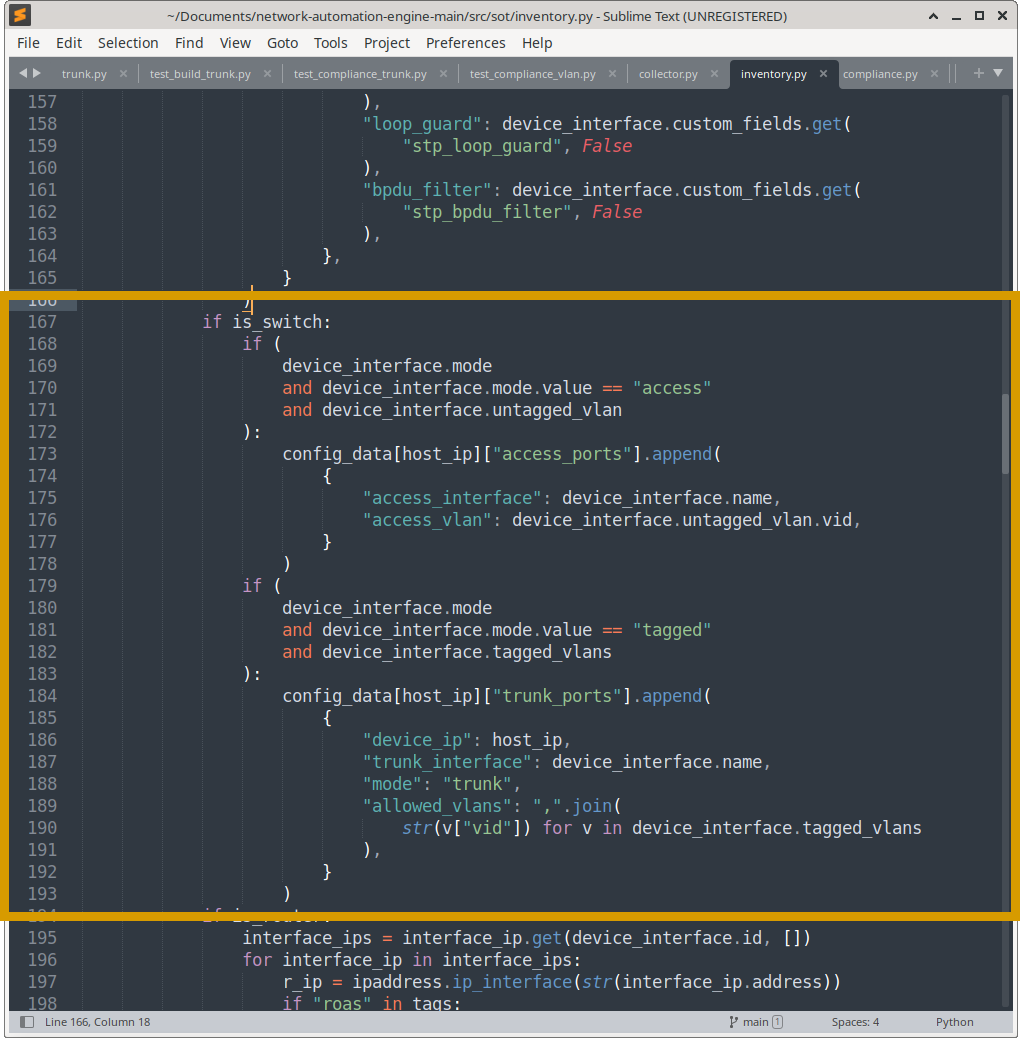 ~/Documents/network-automation-engine-main/src/sot/inventory.py - Sublime Text (UNREGISTERED)
File Edit Selection Find View Goto Tools Project Preferences Help
trunk.py × test_build_trunk.py × test_compliance_trunk.py × test_compliance_vlan.py × collector.py × inventory.py × compliance.py × +
157 ),
158 "loop_guard": device_interface.custom_fields.get(
159 "stp_loop_guard", False
160 ),
161 "bpdu_filter": device_interface.custom_fields.get(
162 "stp_bpdu_filter", False
163 ),
164 },
165 }
166 )
167 if is_switch:
168 if (
169 device_interface.mode
170 and device_interface.mode.value == "access"
171 and device_interface.untagged_vlan
172 ):
173 config_data[host_ip]["access_ports"].append(
174 {
175 "access_interface": device_interface.name,
176 "access_vlan": device_interface.untagged_vlan.vid,
177 }
178 )
179 if (
180 device_interface.mode
181 and device_interface.mode.value == "tagged"
182 and device_interface.tagged_vlans
183 ):
184 config_data[host_ip]["trunk_ports"].append(
185 {
186 "device_ip": host_ip,
187 "trunk_interface": device_interface.name,
188 "mode": "trunk",
189 "allowed_vlans": ",".join(
190 str(v["vid"]) for v in device_interface.tagged_vlans
191 ),
192 }
193 )
194 if is_router:
195 interface_ips = interface_ip.get(device_interface.id, [])
196 for interface_ip in interface_ips:
197 r_ip = ipaddress.ip_interface(str(interface_ip.address))
198 if "roas" in tags:
Line 166, Column 18 main 1 Spaces: 4 Python